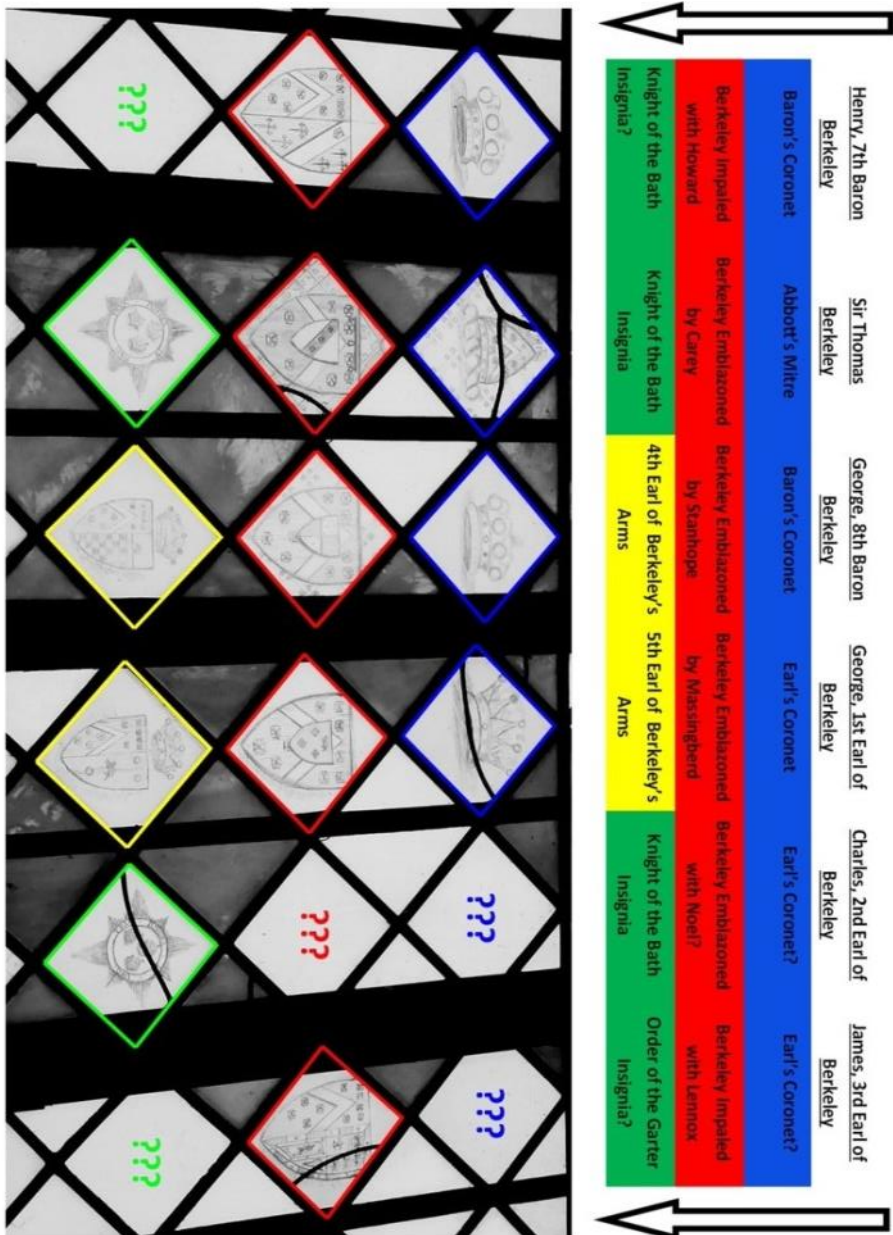 Henry, 7th Baron
Berkeley
Sir Thomas
Berkeley
George, 8th Baron
Berkeley
George, 1st Earl of
Berkeley
Charles, 2nd Earl of
Berkeley
James, 3rd Earl of
Berkeley
Baron's Coronet
Abbott's Mitre
Baron's Coronet
Earl's Coronet
Earl's Coronet?
Earl's Coronet?
Berkeley Impaled
with Howard
Berkeley Emblazoned
by Carey
Berkeley Emblazoned
by Stanhope
Berkeley Emblazoned
by Massingberd
Berkeley Emblazoned
with Noel?
Berkeley Impaled
with Lennox
Knight of the Bath
Insignia?
Knight of the Bath
Insignia
4th Earl of Berkeley's
Arms
5th Earl of Berkeley's
Arms
Knight of the Bath
Insignia
Order of the Garter
Insignia?
???
???
???
???
???